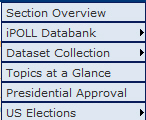 Section Overview
iPOLL Databank
Dataset Collection
Topics at a Glance
Presidential Approval
US Elections